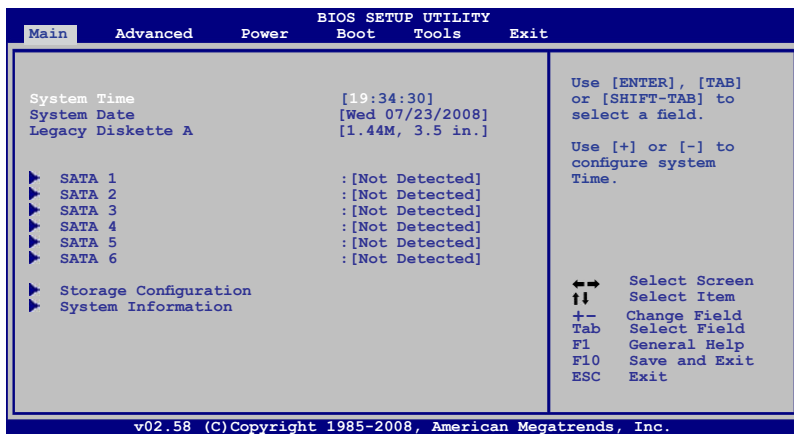 BIOS SETUP UTILITY
Main Advanced Power Boot Tools Exit
System Time [19:34:30]
System Date [Wed 07/23/2008]
Legacy Diskette A [1.44M, 3.5 in.]
SATA 1 :[Not Detected]
SATA 2 :[Not Detected]
SATA 3 :[Not Detected]
SATA 4 :[Not Detected]
SATA 5 :[Not Detected]
SATA 6 :[Not Detected]
Storage Configuration
System Information
Use [ENTER], [TAB]
or [SHIFT-TAB] to
select a field.
Use [+] or [-] to
configure system
Time.
←→ Select Screen
↑↓ Select Item
+- Change Field
Tab Select Field
F1 General Help
F10 Save and Exit
ESC Exit
v02.58 (C)Copyright 1985-2008, American Megatrends, Inc.